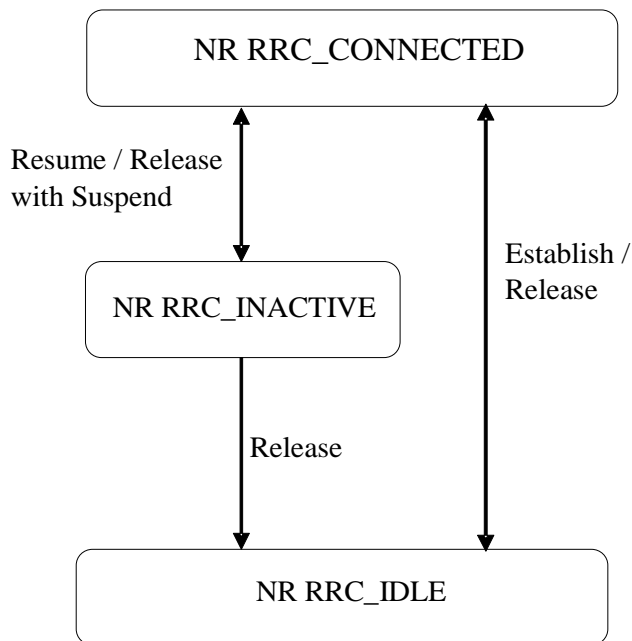 NR RRC_CONNECTED
Resume / Release
with Suspend
Establish /
Release
NR RRC_INACTIVE
Release
NR RRC_IDLE